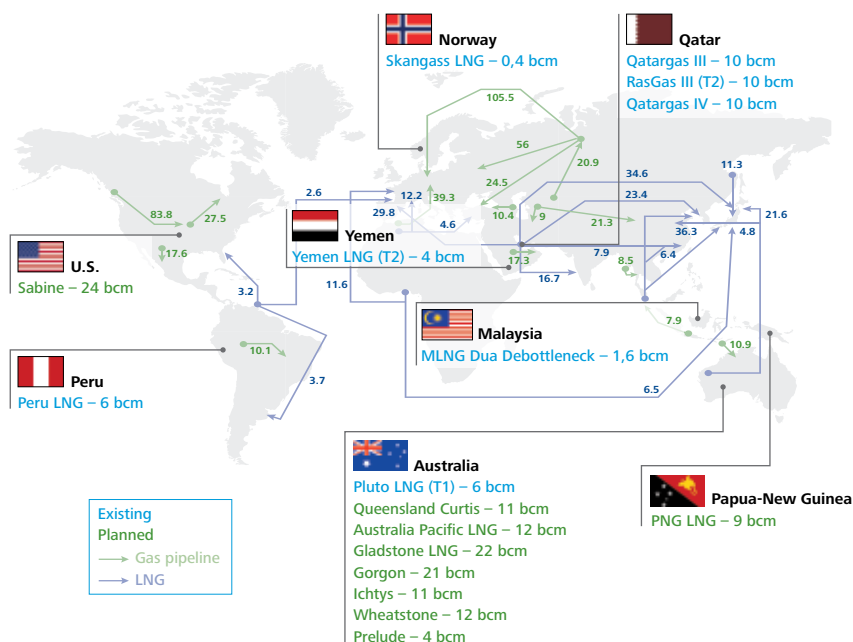 Norway
Skangass LNG – 0,4 bcm
Qatar
Qatargas III – 10 bcm
RasGas III (T2) – 10 bcm
Qatargas IV – 10 bcm
105.5
56
20.9
24.5
39.3
12.2
29.8
2.6
4.6
10.4
9
21.3
34.6
23.4
11.3
21.6
36.3
4.8
7.9
6.4
8.5
17.3
16.7
83.8
27.5
17.6
U.S.
Sabine – 24 bcm
Yemen
Yemen LNG (T2) – 4 bcm
3.2
11.6
Malaysia
MLNG Dua Debottleneck – 1,6 bcm
7.9
10.9
10.1
3.7
6.5
Peru
Peru LNG – 6 bcm
Australia
Pluto LNG (T1) – 6 bcm
Queensland Curtis – 11 bcm
Australia Pacific LNG – 12 bcm
Gladstone LNG – 22 bcm
Gorgon – 21 bcm
Ichtys – 11 bcm
Wheatstone – 12 bcm
Prelude – 4 bcm
Papua-New Guinea
PNG LNG – 9 bcm
Existing
Planned
Gas pipeline
LNG